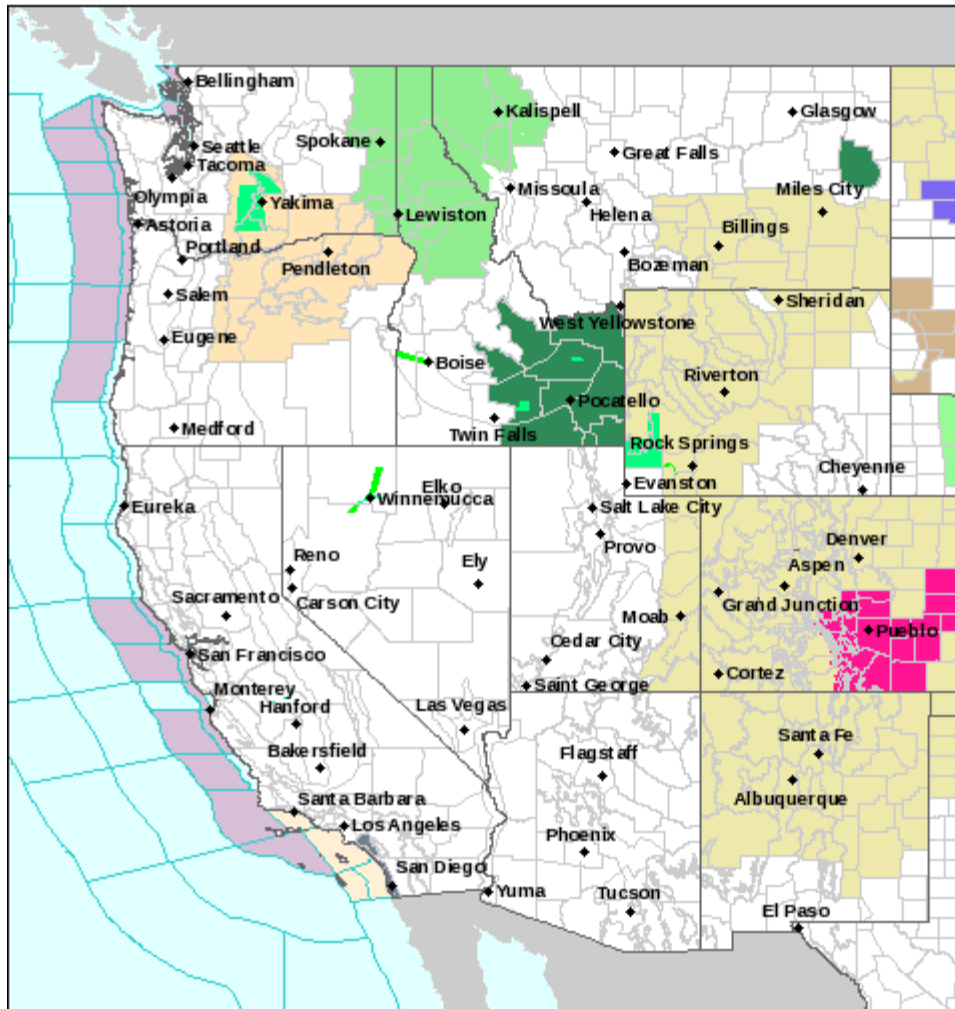 Bellingham
Kalispell
Glasgow
Spokane
Seattle
Great Falls
Tacoma
Missoula
Miles City
Olympia
Yakima
Helena
Lewiston
Astoria
Billings
Portland
Pendleton
Bozeman
Salem
Sheridan
West Yellowstone
Eugene
Boise
Riverton
Pocatello
Medford
Twin Falls
Rock Springs
Cheyenne
Elko
Evanston
Winnemucca
Eureka
Salt Lake City
Provo
Denver
Reno
Ely
Aspen
Sacramento
Carson City
Grand Junction
Moab
Pueblo
Cedar City
San Francisco
Cortez
Saint George
Monterey
Hanford
Las Vegas
Santa Fe
Bakersfield
Flagstaff
Albuquerque
Santa Barbara
Los Angeles
Phoenix
San Diego
Yuma
Tucson
El Paso